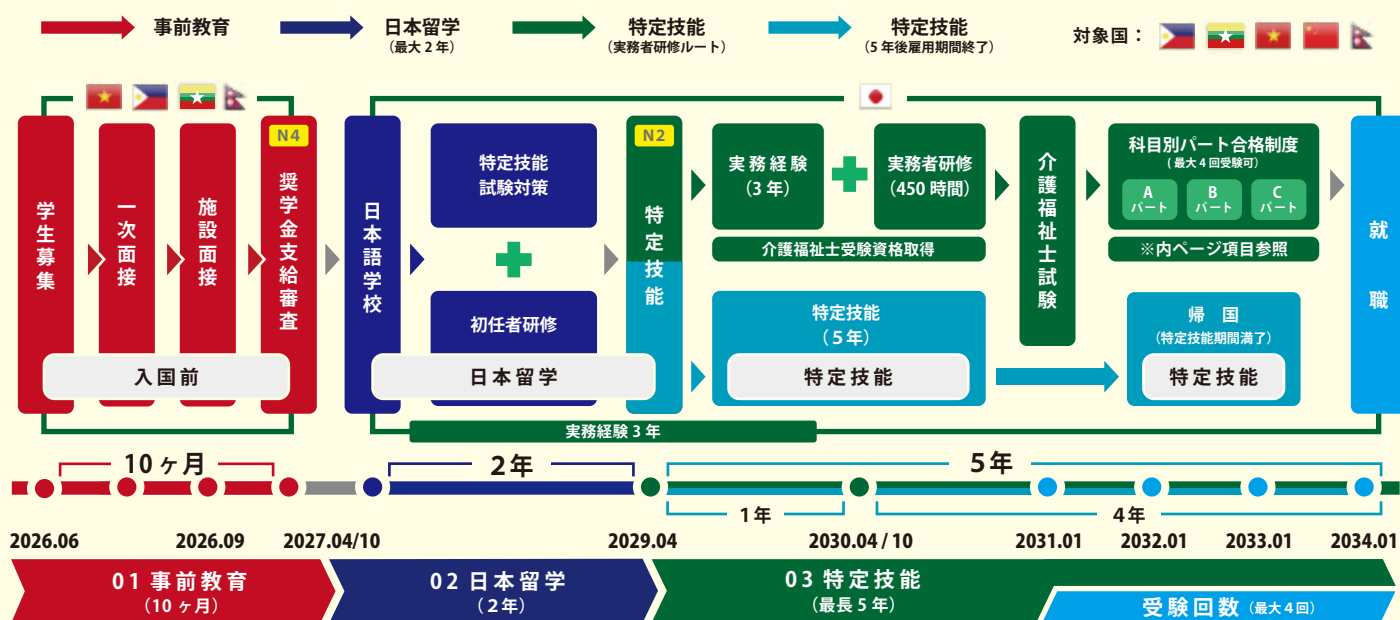 事前教育
日本留学
(最大2年)
特定技能
(実務者研修ルート)
特定技能
(5年後雇用期間終了)
対象国：
学生募集
一次面接
施設面接
N4
奨学金支給審査
入国前
日本語学校
特定技能
試験対策
初任者研修
日本留学
N2
特定技能
実務経験
(3年)
実務者研修
(450時間)
介護福祉士受験資格取得
特定技能
(5年)
特定技能
介護福祉士試験
科目別パート合格制度
(最大4回受験可)
A
パート
B
パート
C
パート
※内ページ項目参照
帰 国
(特定技能期間満了)
特定技能
就 職
実務経験3年
10ヶ月
2年
5年
1年
4年
2026.06
2026.09
2027.04/10
2029.04
2030.04 / 10
2031.01
2032.01
2033.01
2034.01
01 事前教育
(10ヶ月)
02 日本留学
(2年)
03 特定技能
(最長5年)
受験回数 (最大4回)